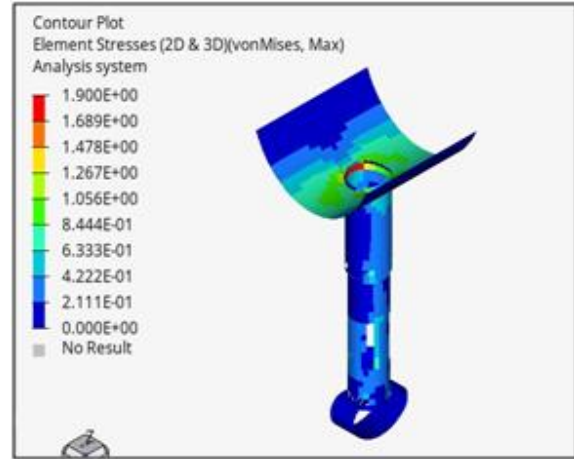 Contour Plot
Element Stresses (2D & 3D)(vonMises, Max)
Analysis system
1.900E+00
1.689E+00
1.478E+00
1.267E+00
1.056E+00
8.444E-01
6.333E-01
4.222E-01
2.111E-01
0.000E+00
No Result
Z